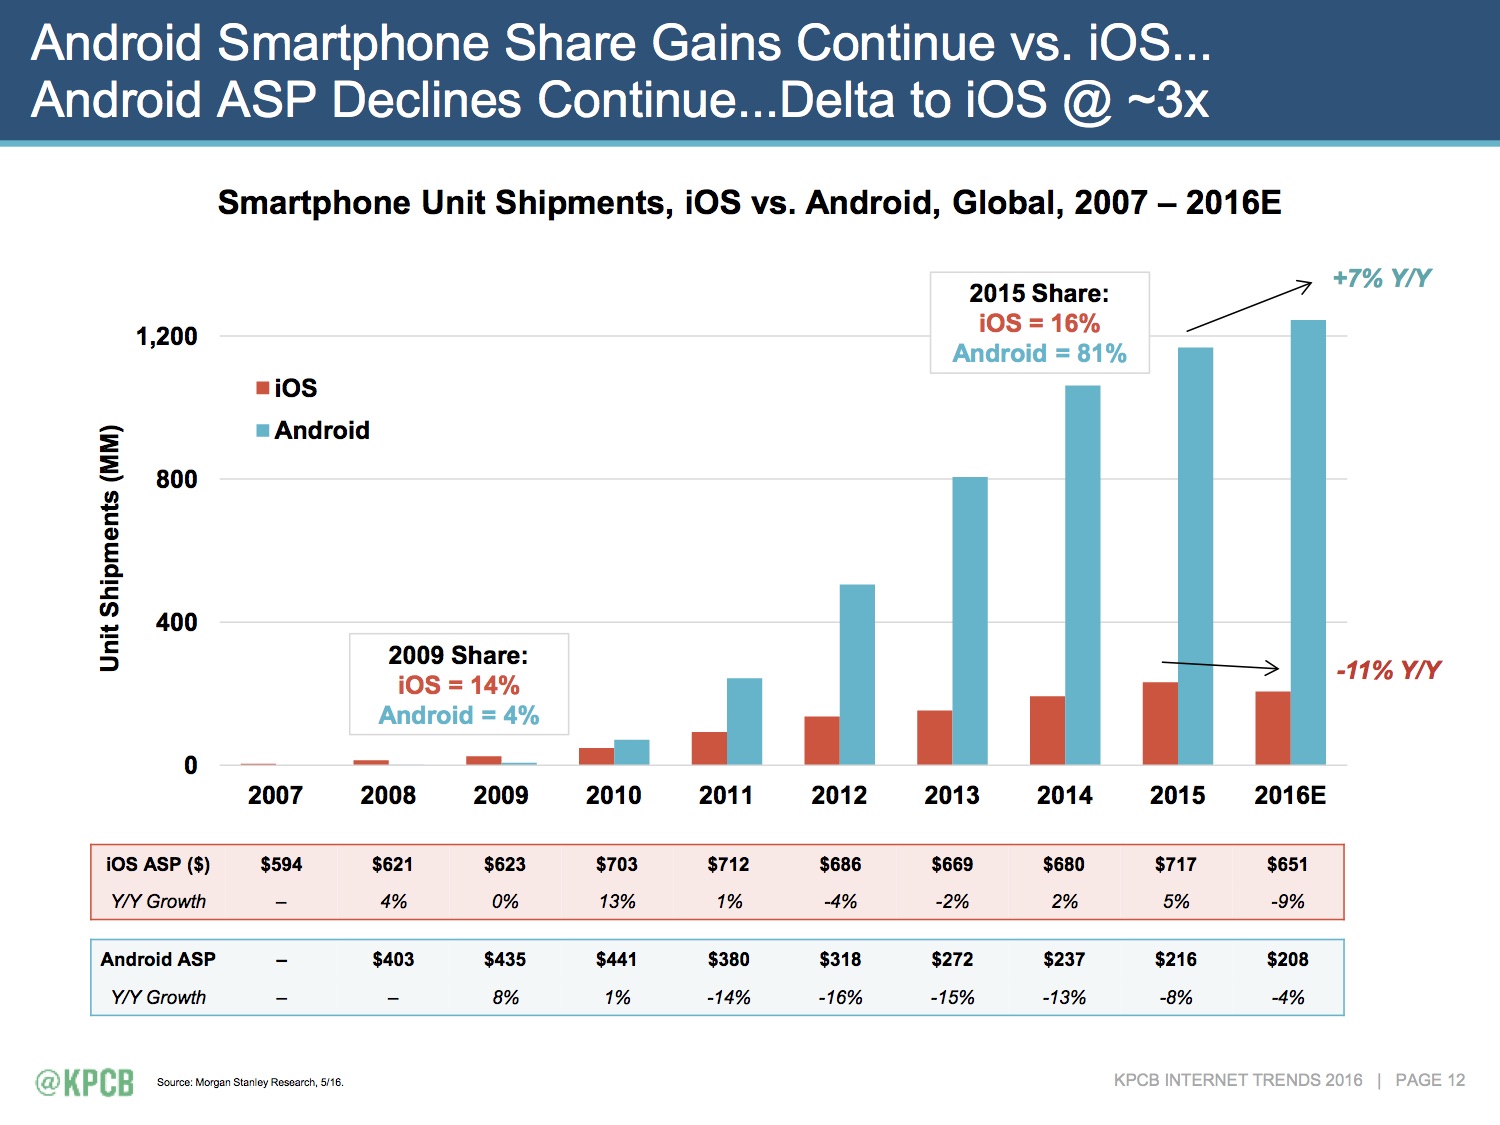 Android Smartphone Share Gains Continue vs. iOS...
Android ASP Declines Continue...Delta to iOS @ ~3x
Smartphone Unit Shipments, iOS vs. Android, Global, 2007 – 2016E
+7% Y/Y
2015 Share:
iOS = 16%
Android = 81%
1,200
iOS
Android
Unit Shipments (MM)
800
400
2009 Share:
iOS = 14%
Android = 4%
-11% Y/Y
0
2007 2008 2009 2010 2011 2012 2013 2014 2015 2016E
iOS ASP ($) $594 $621 $623 $703 $712 $686 $669 $680 $717 $651
Y/Y Growth – 4% 0% 13% 1% -4% -2% 2% 5% -9%
Android ASP – $403 $435 $441 $380 $318 $272 $237 $216 $208
Y/Y Growth – – 8% 1% -14% -16% -15% -13% -8% -4%
@KPCB
Source: Morgan Stanley Research, 5/16.
KPCB INTERNET TRENDS 2016 | PAGE 12